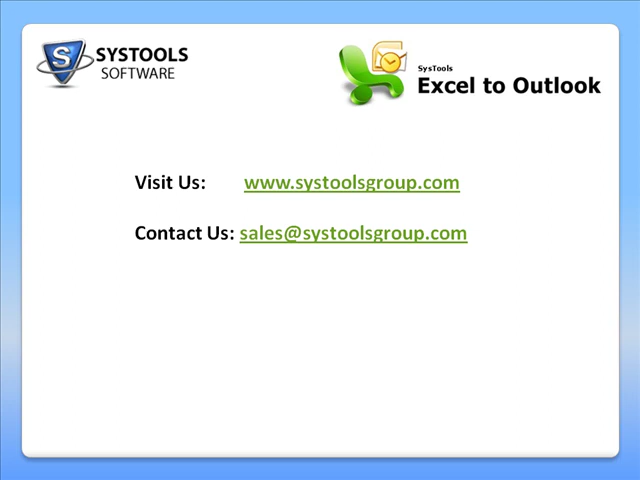 S
SYSTOOLS
SOFTWARE
SysTools
Excel to Outlook
Visit Us: www.systoolsgroup.com
Contact Us: sales@systoolsgroup.com